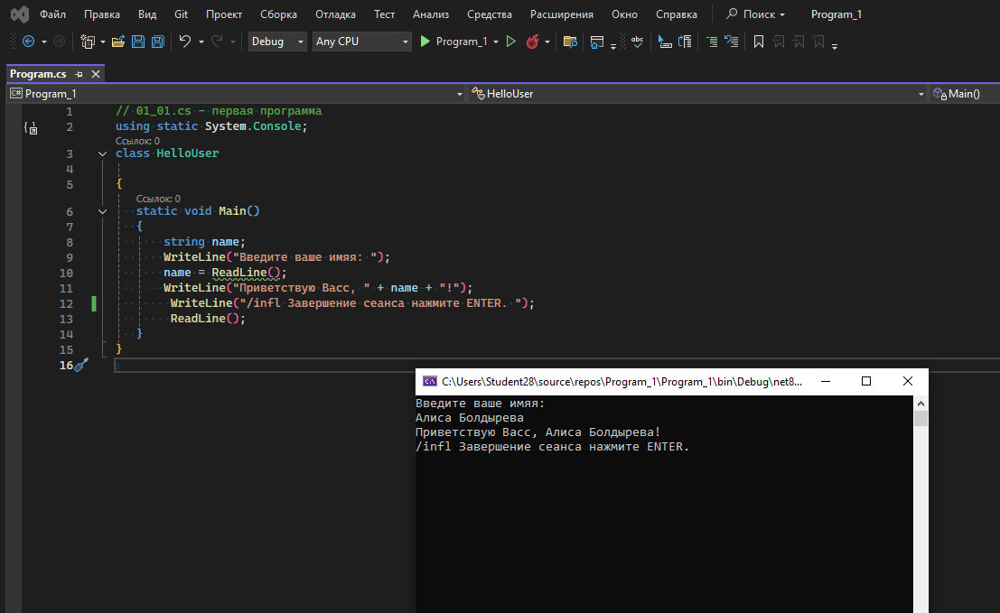 Файл Правка Вид Git Проект Сборка Отладка Тест Анализ Средства Расширения Окно Справка Поиск Program_1
Debug Any CPU Program_1 abc
Program.cs
C# Program_1 HelloUser Main()
1 // 01_01.cs - первая программа
2 using static System.Console;
Ссылок: 0
3 class HelloUser
4
5 {
Ссылок: 0
6 static void Main()
7 {
8 string name;
9 WriteLine("Введите ваше имяя: ");
10 name = ReadLine();
11 WriteLine("Приветствую Васс, " + name + "!");
12 WriteLine("/infl Завершение сеанса нажмите ENTER. ");
13 ReadLine();
14 }
15 }
16
C:\Users\Student28\source\repos\Program_1\Program_1\bin\Debug\net8...
Введите ваше имяя:
Алиса Болдырева
Приветствую Васс, Алиса Болдырева!
/infl Завершение сеанса нажмите ENTER.